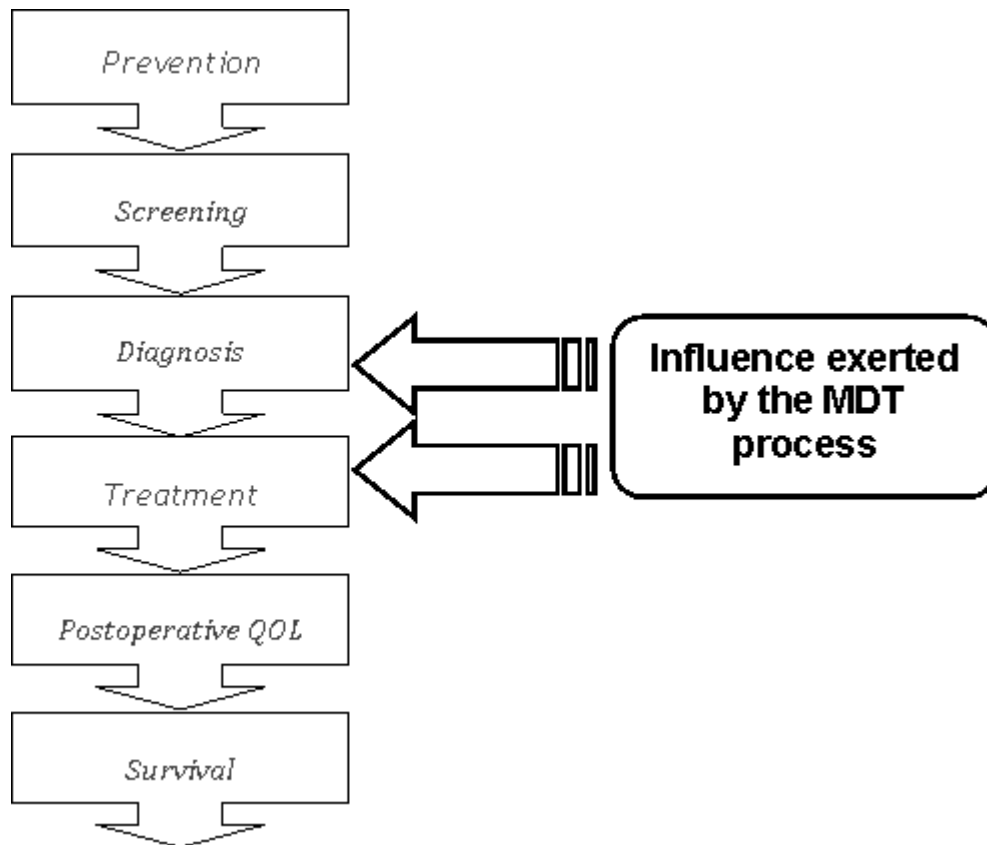 Prevention
Screening
Diagnosis
Treatment
Postoperative QOL
Survival
Influence exerted
by the MDT
process